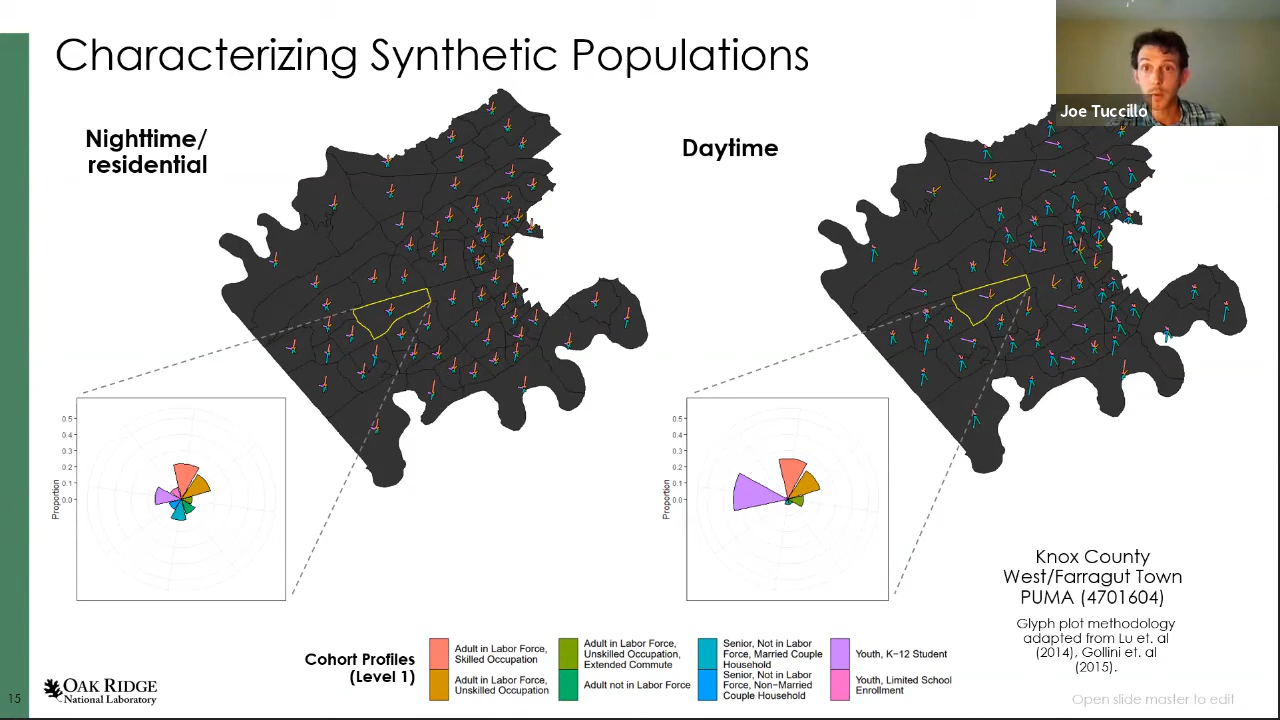 Characterizing Synthetic Populations
Joe Tuccillo
Nighttime/
residential
Daytime
0.5
0.4
0.3
0.2
0.1
0.0
Proportion
0.5
0.4
0.3
0.2
0.1
0.0
Proportion
Knox County
West/Farragut Town
PUMA (4701604)
Glyph plot methodology
adapted from Lu et. al
(2014), Gollini et. al
(2015).
Cohort Profiles
(Level 1)
Adult in Labor Force,
Skilled Occupation
Adult in Labor Force,
Unskilled Occupation
Adult in Labor Force,
Unskilled Occupation,
Extended Commute
Adult not in Labor Force
Senior, Not in Labor
Force, Married Couple
Household
Senior, Not in Labor
Force, Non-Married
Couple Household
Youth, K-12 Student
Youth, Limited School
Enrollment
15
OAK RIDGE
National Laboratory
Open slide master to edit